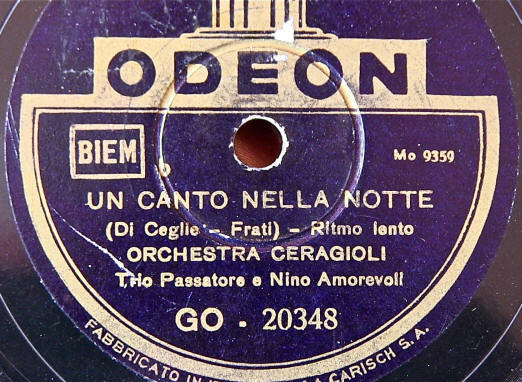 ODEON
BIEM
Mo 9359
UN CANTO NELLA NOTTE
(Di Ceglie - Frati) - Ritmo lento
ORCHESTRA CERAGIOLI
Trio Passatore e Nino Amorevoli
GO - 20348
FABBRICATO IN CARISCH S. A.